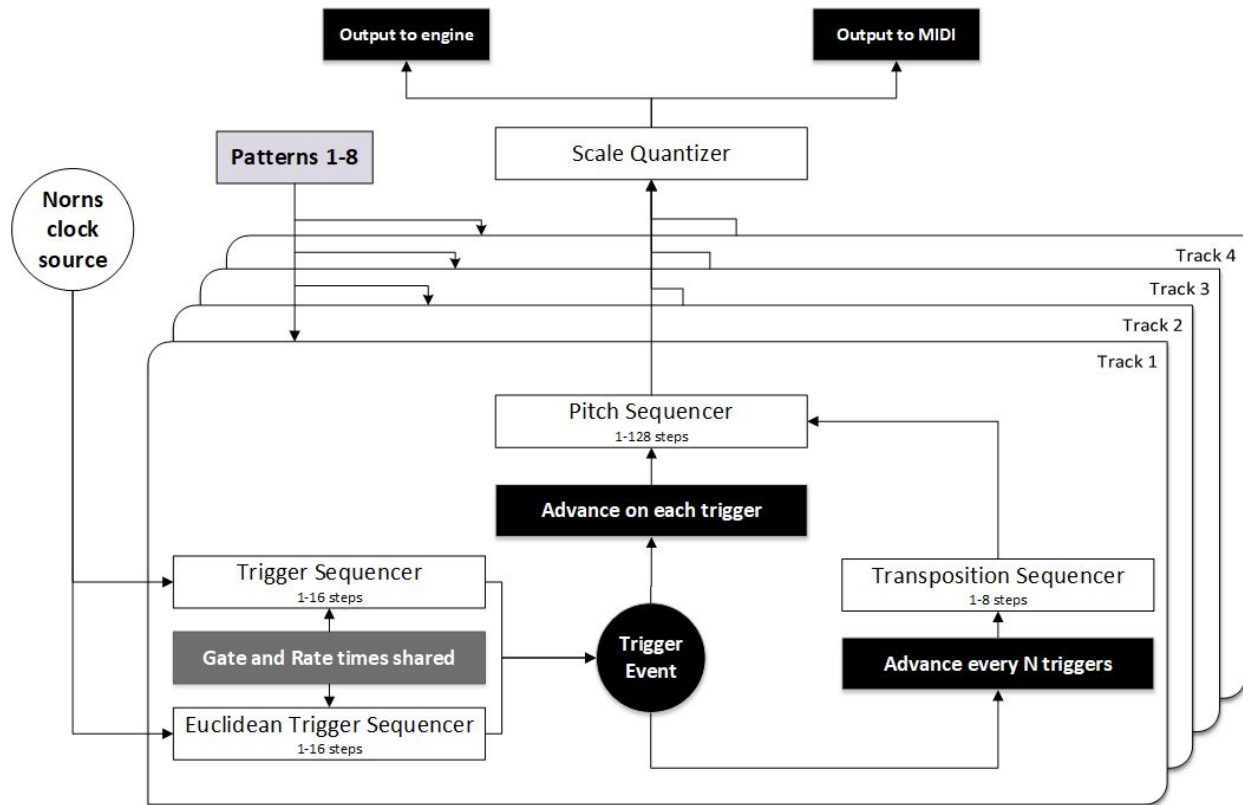 Output to engine
Output to MIDI
Patterns 1-8
Scale Quantizer
Norns
clock
source
Track 4
Track 3
Track 2
Track 1
Pitch Sequencer
1-128 steps
Advance on each trigger
Trigger Sequencer
1-16 steps
Transposition Sequencer
1-8 steps
Gate and Rate times shared
Trigger
Event
Advance every N triggers
Euclidean Trigger Sequencer
1-16 steps